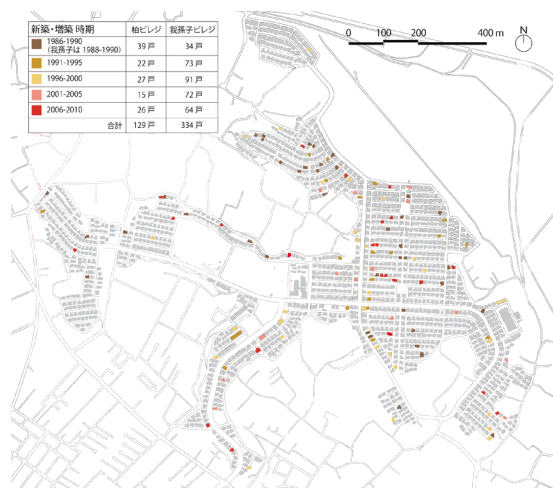 新築・増築 時期 柏ビレジ 我孫子ビレジ
1986-1990 39 戸 34 戸
(我孫子は 1988-1990)
1991-1995 22 戸 73 戸
1996-2000 27 戸 91 戸
2001-2005 15 戸 72 戸
2006-2010 26 戸 64 戸
合計 129 戸 334 戸
0 200 400 m
N